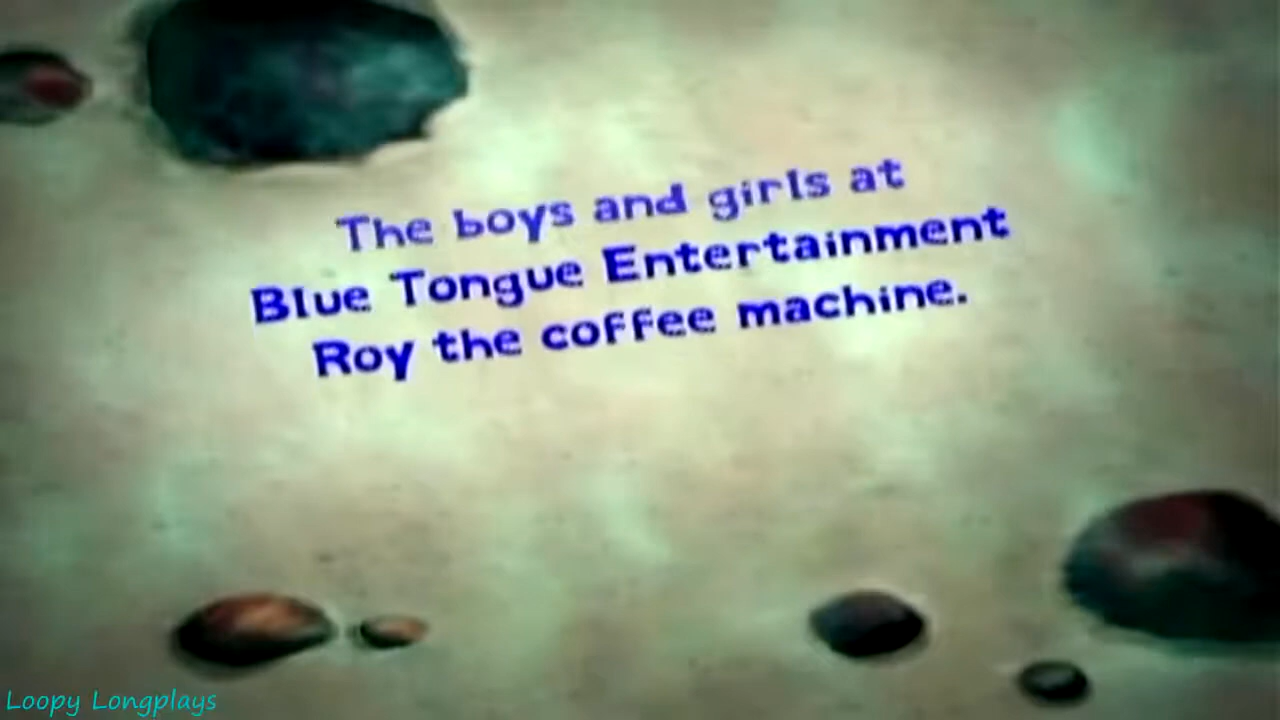 The boys and girls at
Blue Tongue Entertainment
Roy the coffee machine.
Loopy Longplays